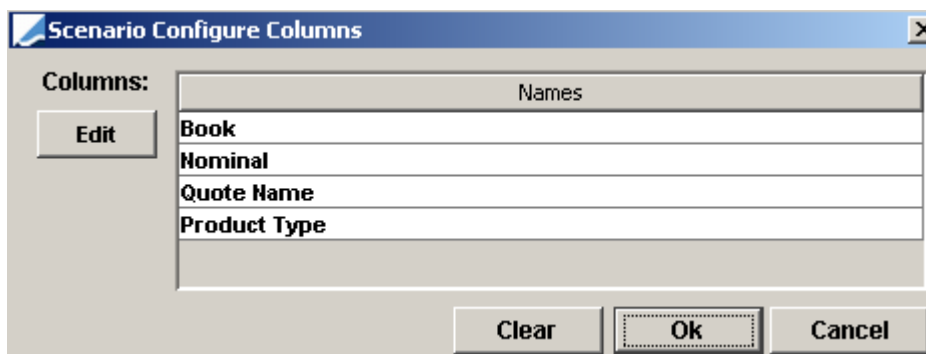 Scenario Configure Columns
Columns:
Names
Edit
Book
Nominal
Quote Name
Product Type
Clear
Ok
Cancel